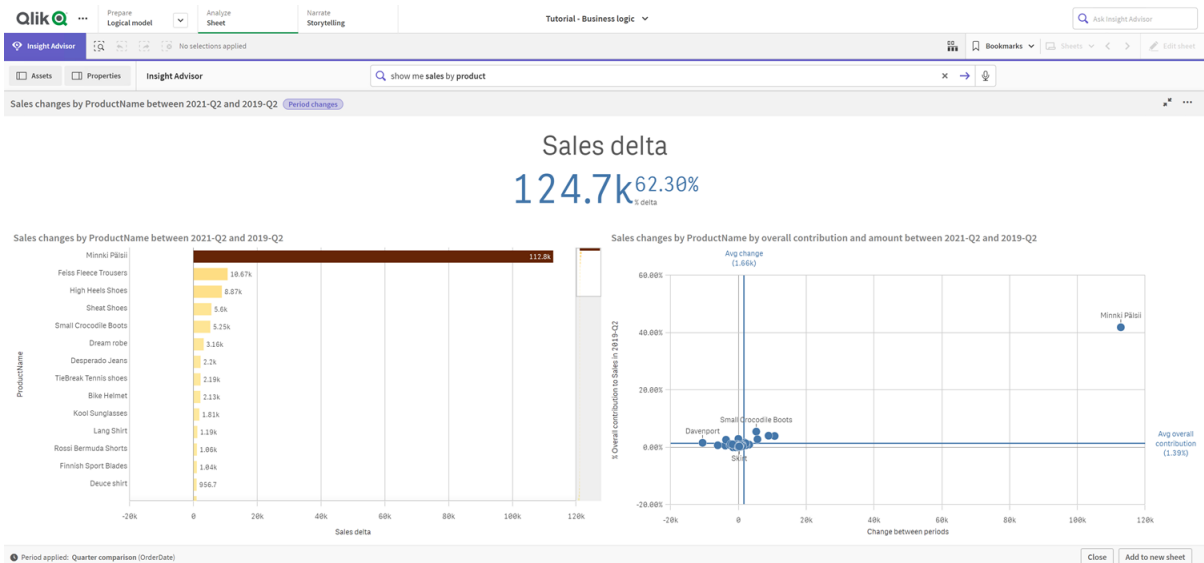 Qlik
Prepare
Logical model
Analyze
Sheet
Narrate
Storytelling
Tutorial - Business logic
Ask Insight Advisor
Insight Advisor
No selections applied
Bookmarks
Sheets
Edit sheet
Assets
Properties
Insight Advisor
show me sales by product
Sales changes by ProductName between 2021-Q2 and 2019-Q2
Period changes
Sales delta
124.7k
62.30%
% delta
Sales changes by ProductName between 2021-Q2 and 2019-Q2
ProductName
Minnki Pälsii 112.8k
Feiss Fleece Trousers 10.67k
High Heels Shoes 8.87k
Sheat Shoes 5.6k
Small Crocodile Boots 5.25k
Dream robe 3.16k
Desperado Jeans 2.2k
TieBreak Tennis shoes 2.19k
Bike Helmet 2.13k
Kool Sunglasses 1.81k
Lang Shirt 1.19k
Rossi Bermuda Shorts 1.06k
Finnish Sport Blades 1.04k
Deuce shirt 956.7
-20k 0 20k 40k 60k 80k 100k 120k
Sales delta
Sales changes by ProductName by overall contribution and amount between 2021-Q2 and 2019-Q2
Avg change
(1.66k)
% Overall contribution to Sales in 2019-Q2
60.00%
40.00%
20.00%
0.00%
-20.00%
Minnki Pälsii
Small Crocodile Boots
Davenport
Skirt
Avg overall
contribution
(1.39%)
-20k 0 20k 40k 60k 80k 100k 120k
Change between periods
Period applied: Quarter comparison (OrderDate)
Close
Add to new sheet